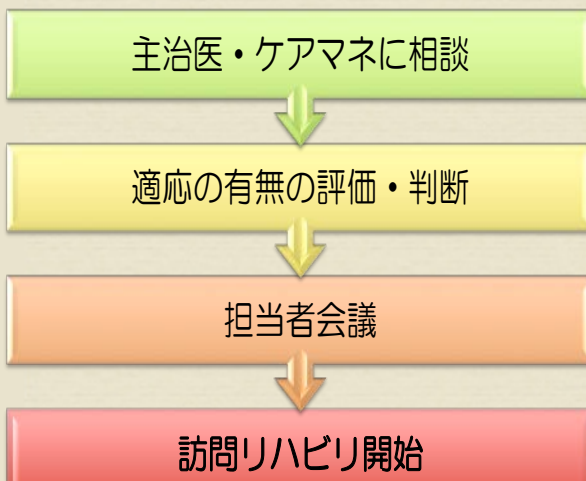 主治医・ケアマネに相談
適応の有無の評価・判断
担当者会議
訪問リハビリ開始